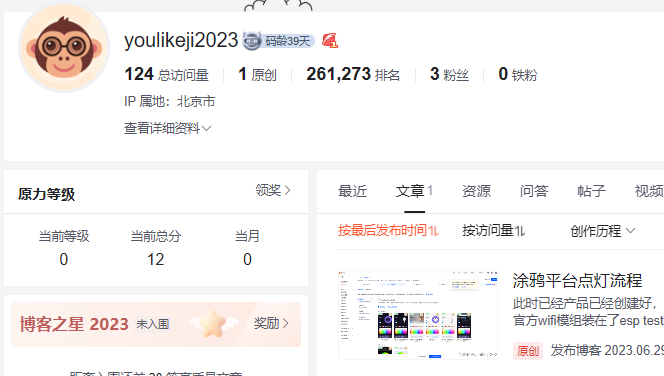 youlikeji2023 码龄39天
124 总访问量 1 原创 261,273 排名 3 粉丝 0 铁粉
IP 属地：北京市
查看详细资料
原力等级 领奖
当前等级 当前总分 当月
0 12 0
博客之星 2023 未入围 奖励
最近 文章 1 资源 问答 帖子 视频
按最后发布时间 按访问量 创作历程
涂鸦平台点灯流程
此时已经产品已经创建好，
官方wifi模组装在了esp test
原创 发布博客 2023.06.29